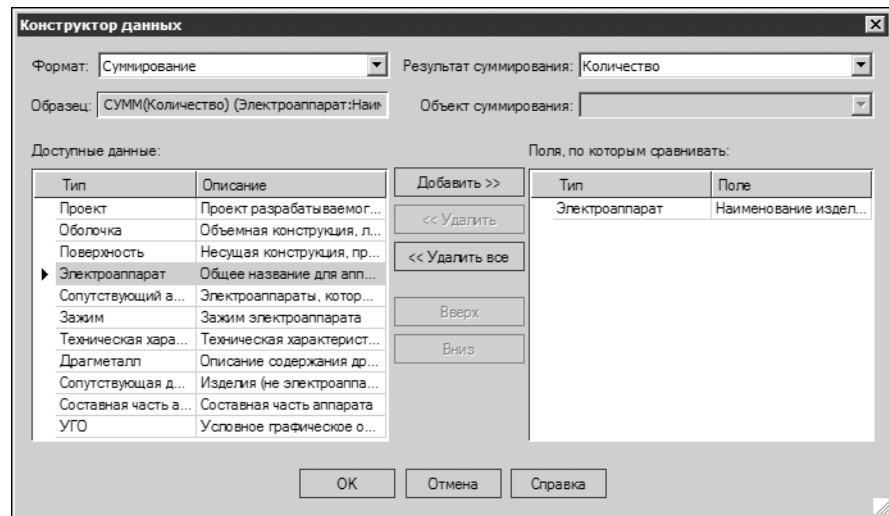 Конструктор данных
Формат: Суммирование Результат суммирования: Количество
Образец: СУММ(Количество) (Электроаппарат:Наим Объект суммирования:
Доступные данные: Поля, по которым сравнивать:
Тип Описание Добавить >> Тип Поле
Проект Проект разрабатываемог... Электроаппарат Наименование издел...
Оболочка Объемная конструкция, л... << Удалить
Поверхность Несущая конструкция, пр... << Удалить все
Электроаппарат Общее название для апп...
Сопутствующий а... Электроаппараты, котор...
Зажим Зажим электроаппарата Вверх
Техническая хара... Техническая характерист...
Драгметалл Описание содержания др... Вниз
Сопутствующая д... Изделия (не электроаппа...
Составная часть а... Составная часть аппарата
УГО Условное графическое о...
OK Отмена Справка